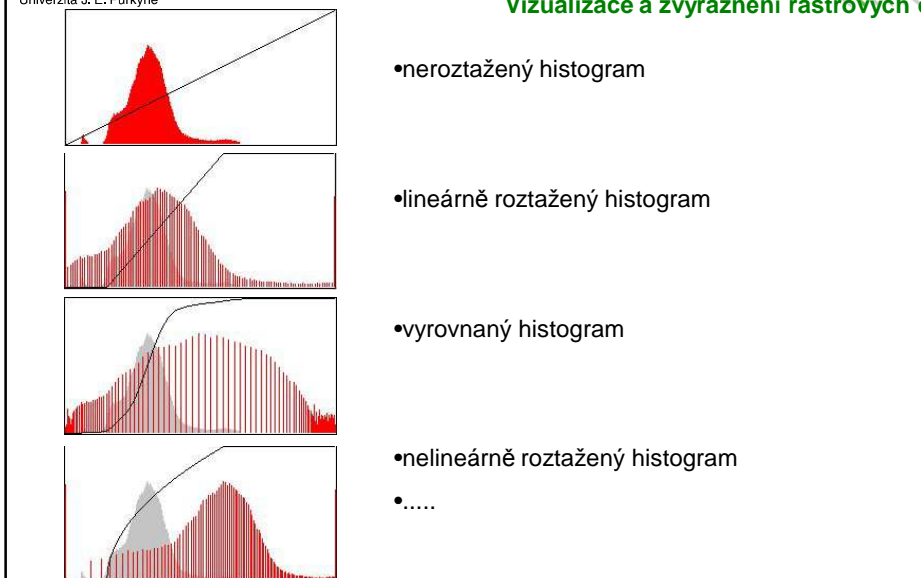 Univerzita J. E. Purkyně
Vizualizace a zvýraznění rastrových
•neroztažený histogram
•lineárně roztažený histogram
•vyrovnaný histogram
•nelineárně roztažený histogram
•.....